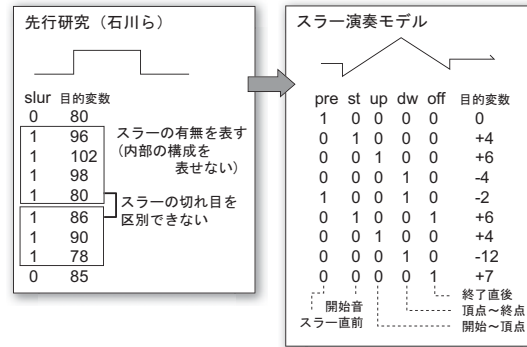 先行研究（石川ら）
slur 目的変数
0 80
1 96
1 102
1 98
1 80
1 86
1 90
1 78
0 85
スラーの有無を表す
（内部の構成を
表せない）
スラーの切れ目を
区別できない
スラー演奏モデル
pre st up dw off 目的変数
1 0 0 0 0 0
0 1 0 0 0 +4
0 0 1 0 0 +6
0 0 0 1 0 -4
1 0 0 1 0 -2
0 1 0 0 1 +6
0 0 1 0 0 +4
0 0 0 1 0 -12
0 0 0 0 1 +7
終了直後
開始音 頂点～終点
スラー直前 開始～頂点